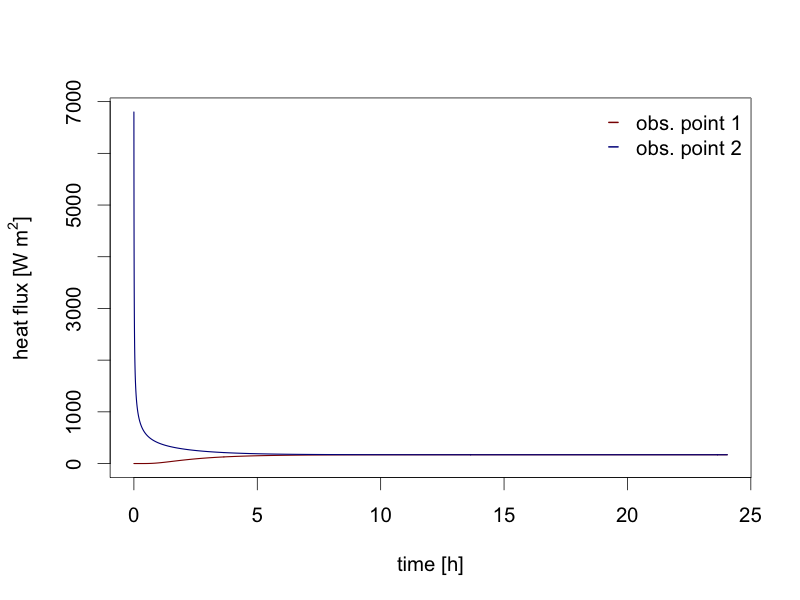 obs. point 1
obs. point 2
heat flux [W m²]
7000
5000
3000
1000
0
0 5 10 15 20 25
time [h]